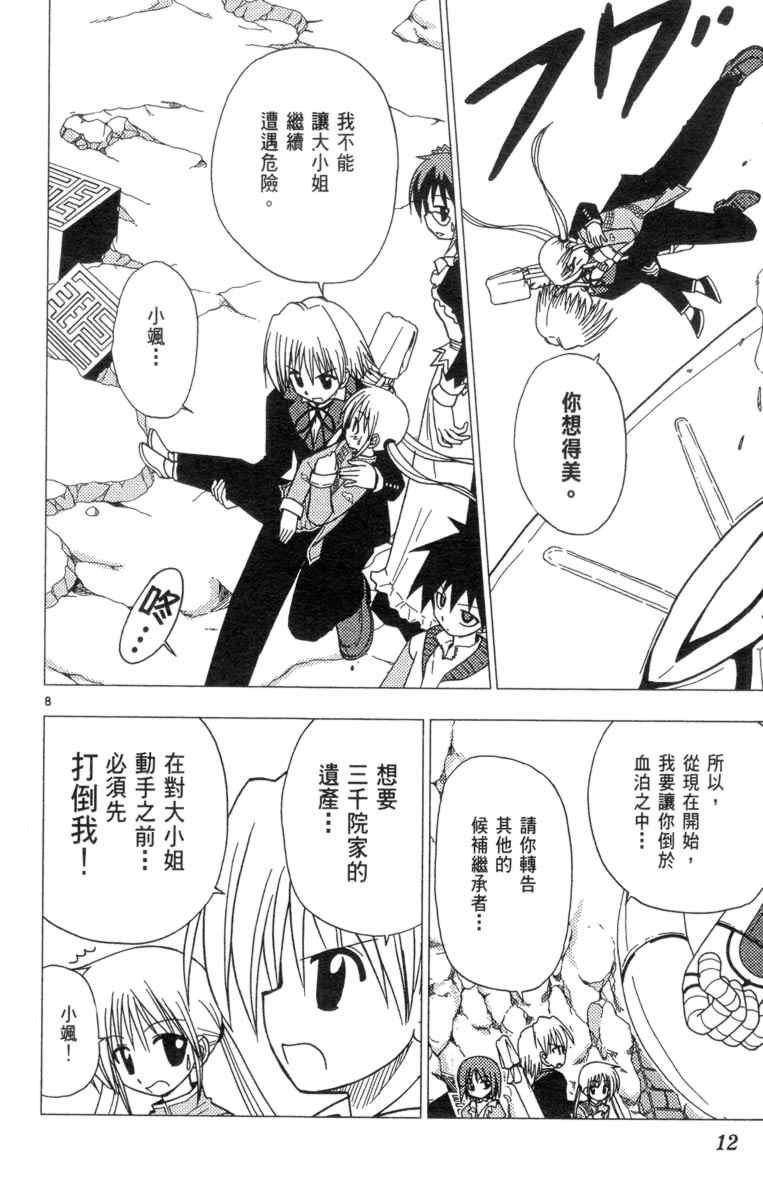 フ
ヴ
ッ
你想得美。
我不能
讓大小姐
繼續
遭遇危險。
小颯…
咚…
8
所以，
從現在開始，
我要讓你倒於
血泊之中…
請你轉告
其他的
候補繼承者…
想要
三千院家的
遺產…
在對大小姐
動手之前…
必須先
打倒我！
小颯！
12